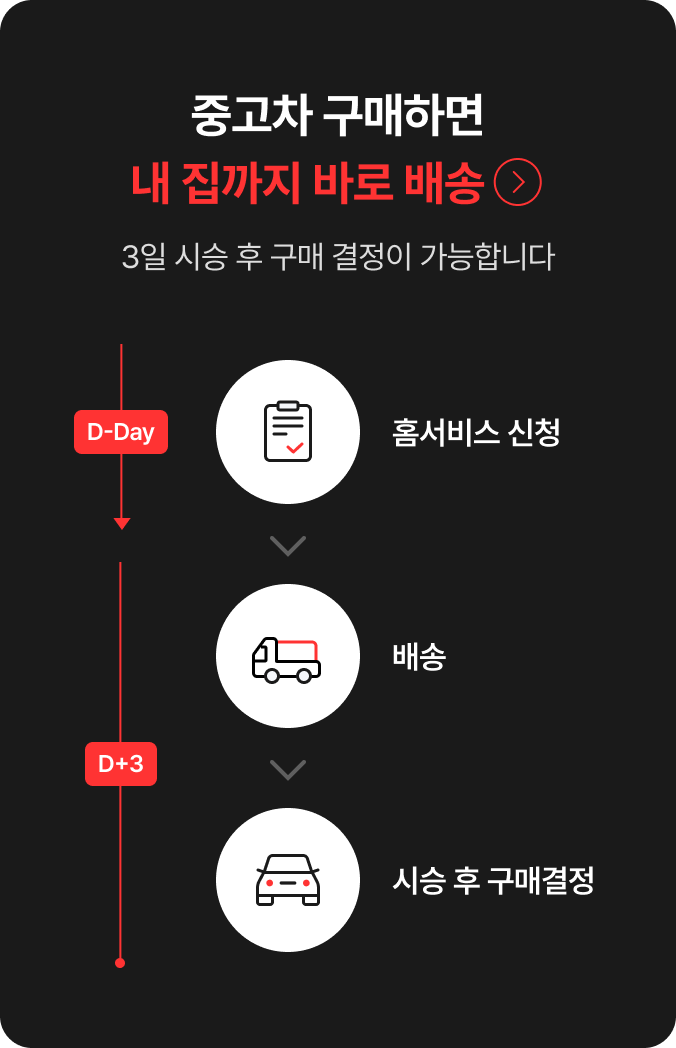 중고차 구매하면
내 집까지 바로 배송
3일 시승 후 구매 결정이 가능합니다
D-Day
홈서비스 신청
배송
D+3
시승 후 구매결정